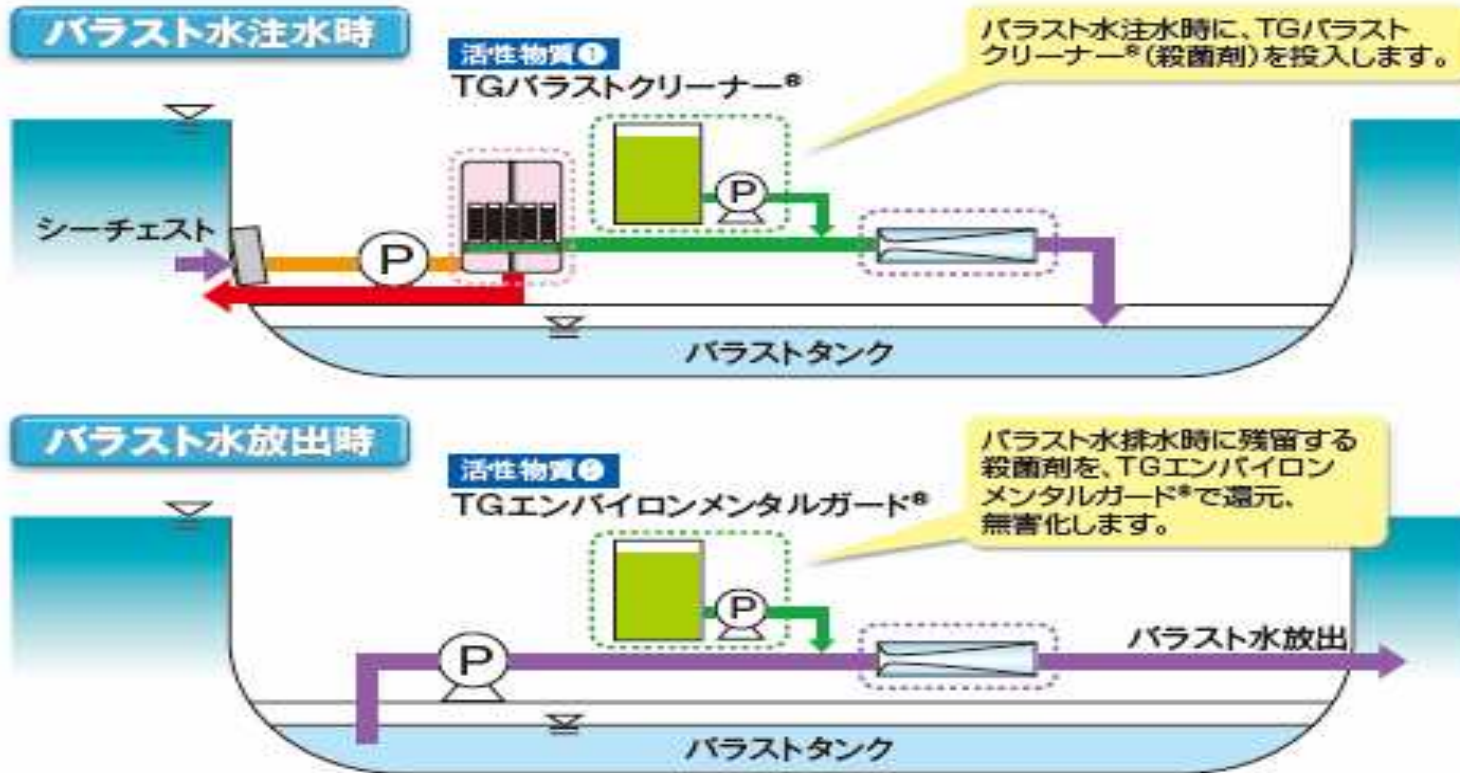 バラスト水注水時
活性物質❶
TGバラストクリーナー®
バラスト水注水時に、TGバラスト
クリーナー®(殺菌剤)を投入します。
P
シーチェスト
P
バラストタンク
バラスト水放出時
活性物質❷
TGエンバイロンメンタルガード®
バラスト水排水時に残留する
殺菌剤を、TGエンバイロン
メンタルガード®で還元、
無害化します。
P
バラスト水放出
P
バラストタンク